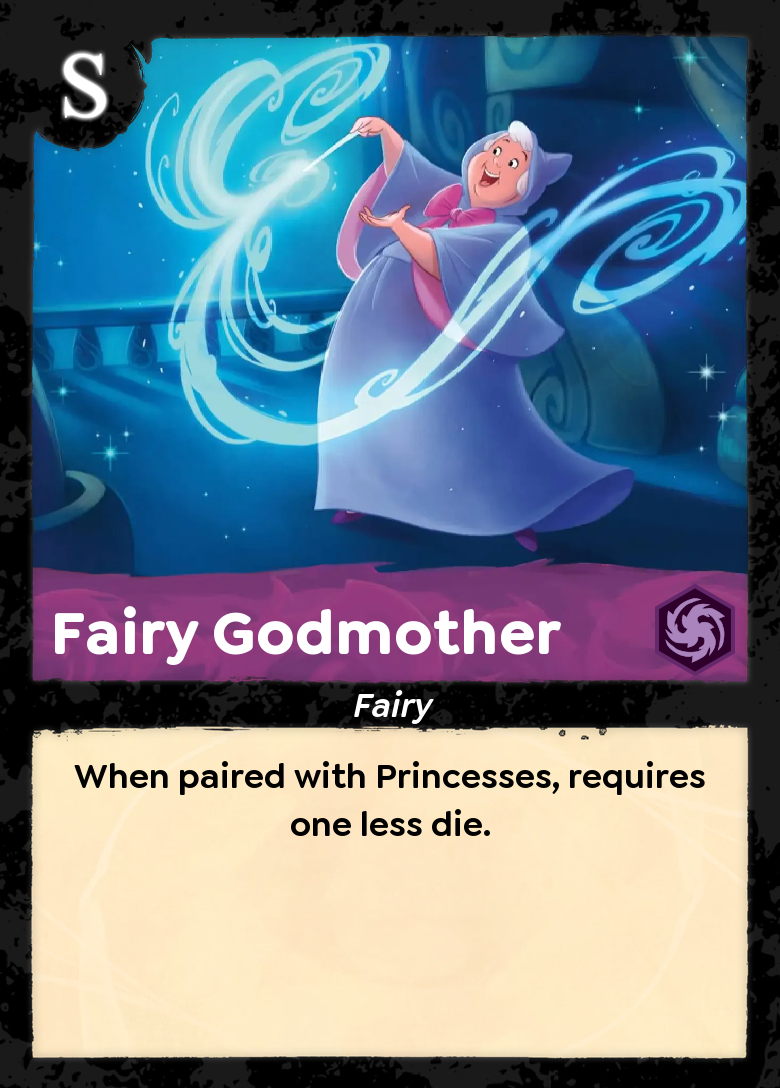 S
Fairy Godmother
Fairy
When paired with Princesses, requires
one less die.